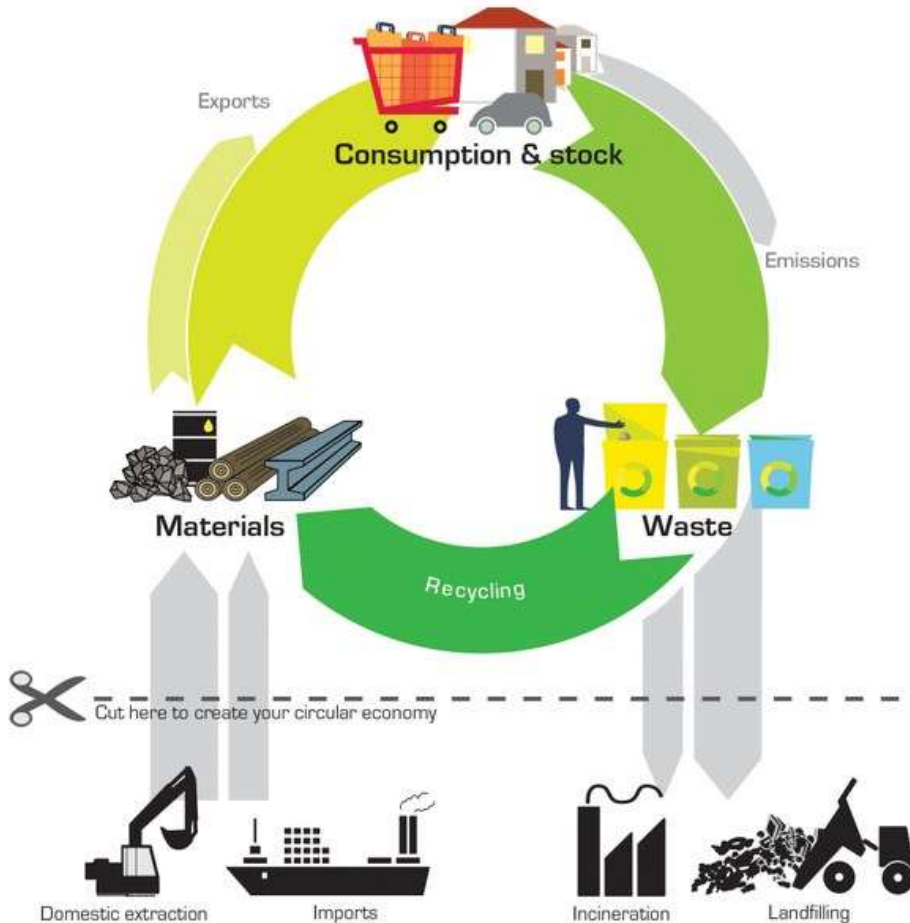 Exports
Consumption & stock
Emissions
Materials
Waste
Recycling
Cut here to create your circular economy
Domestic extraction
Imports
Incineration
Landfilling